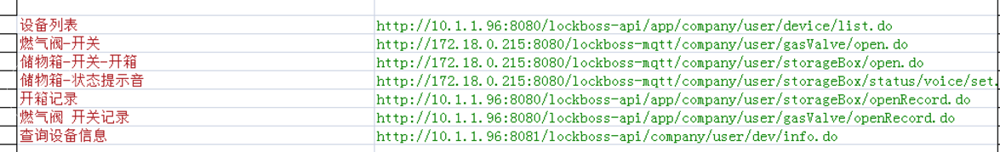 设备列表 http://10.1.1.96:8080/lockboss-api/app/company/user/device/list.do
燃气阀-开关 http://172.18.0.215:8080/lockboss-mqtt/company/user/gasValve/open.do
储物箱-开关-开箱 http://172.18.0.215:8080/lockboss-mqtt/company/user/storageBox/open.do
储物箱-状态提示音 http://172.18.0.215:8080/lockboss-mqtt/company/user/storageBox/status/voice/set.
开箱记录 http://10.1.1.96:8080/lockboss-api/app/company/user/storageBox/openRecord.do
燃气阀 开关记录 http://10.1.1.96:8080/lockboss-api/app/company/user/gasValve/openRecord.do
查询设备信息 http://10.1.1.96:8081/lockboss-api/company/user/dev/info.do